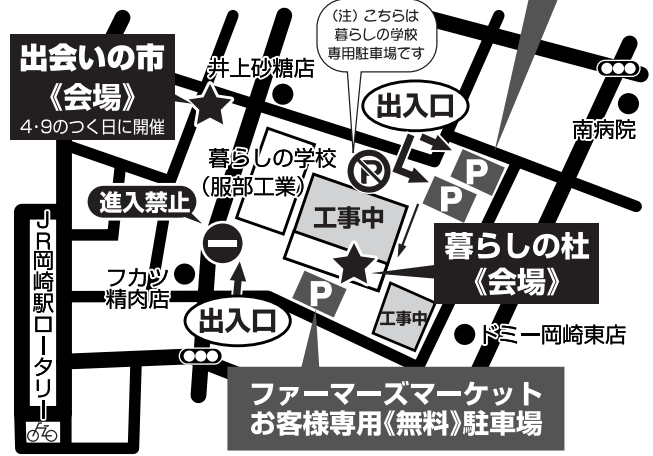 (注)こちらは
暮らしの学校
専用駐車場です
出会いの市
《会場》
4・9のつく日に開催
井上砂糖店
出入口
南病院
暮らしの学校
(服部工業)
P
P
P
進入禁止
工事中
暮らしの杜
《会場》
JR岡崎駅ロータリー
フカツ
精肉店
P
出入口
工事中
ドミー岡崎東店
ファーマーズマーケット
お客様専用《無料》駐車場